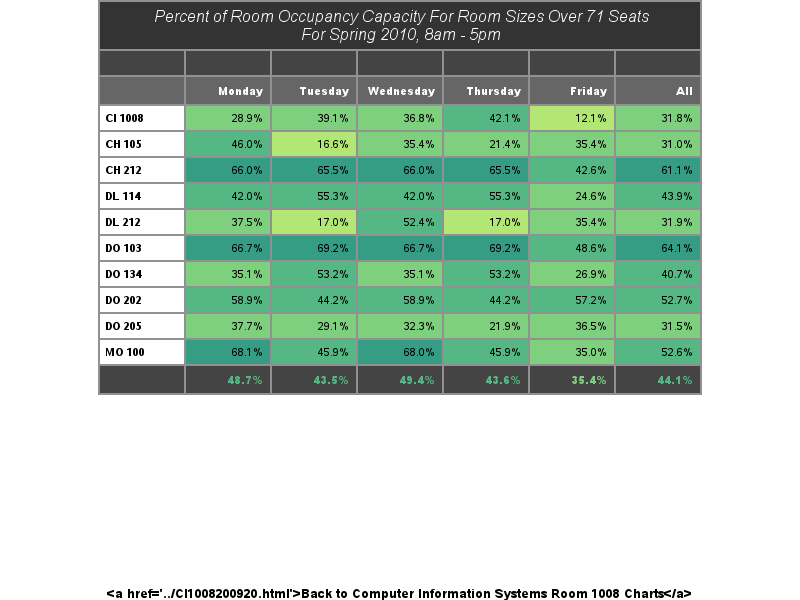 Percent of Room Occupancy Capacity For Room Sizes Over 71 Seats
For Spring 2010, 8am - 5pm
Monday Tuesday Wednesday Thursday Friday All
CI 1008 28.9% 39.1% 36.8% 42.1% 12.1% 31.8%
CH 105 46.0% 16.6% 35.4% 21.4% 35.4% 31.0%
CH 212 66.0% 65.5% 66.0% 65.5% 42.6% 61.1%
DL 114 42.0% 55.3% 42.0% 55.3% 24.6% 43.9%
DL 212 37.5% 17.0% 52.4% 17.0% 35.4% 31.9%
DO 103 66.7% 69.2% 66.7% 69.2% 48.6% 64.1%
DO 134 35.1% 53.2% 35.1% 53.2% 26.9% 40.7%
DO 202 58.9% 44.2% 58.9% 44.2% 57.2% 52.7%
DO 205 37.7% 29.1% 32.3% 21.9% 36.5% 31.5%
MO 100 68.1% 45.9% 68.0% 45.9% 35.0% 52.6%
48.7% 43.5% 49.4% 43.6% 35.4% 44.1%
<a href='../CI1008200920.html'>Back to Computer Information Systems Room 1008 Charts</a>